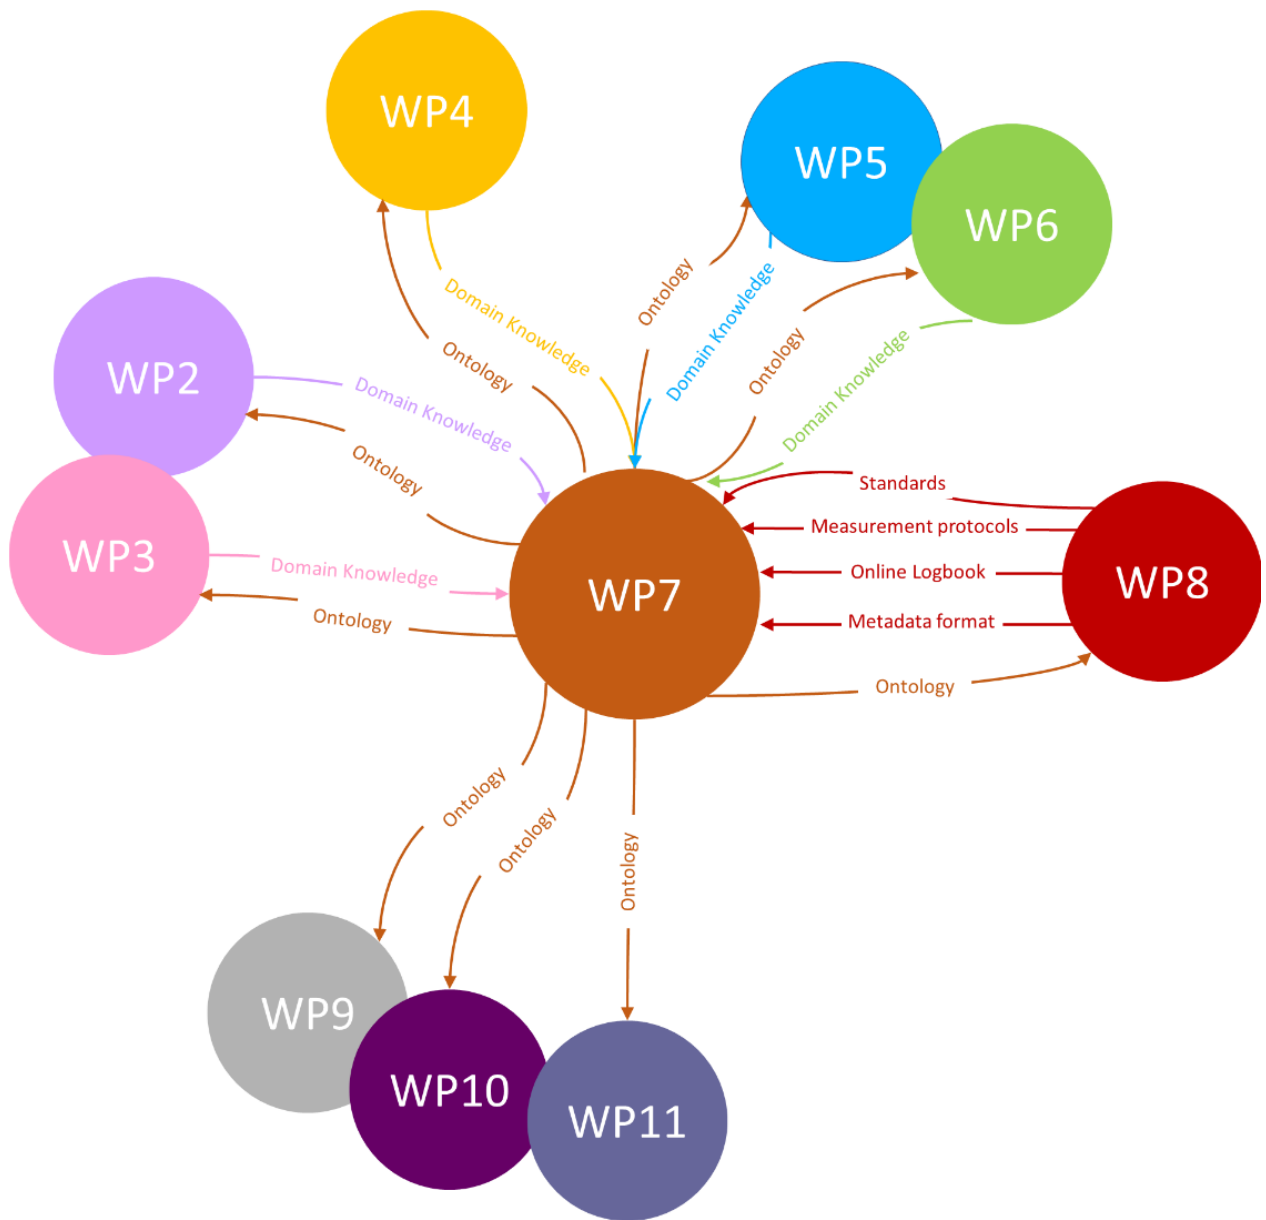 WP4
WP5
WP6
Ontology
Domain Knowledge
Ontology
Domain Knowledge
Ontology
Domain Knowledge
WP2
Domain Knowledge
Ontology
Standards
Measurement protocols
WP3
Domain Knowledge
WP7
Online Logbook
WP8
Ontology
Metadata format
Ontology
Ontology
Ontology
Ontology
WP9
WP10
WP11